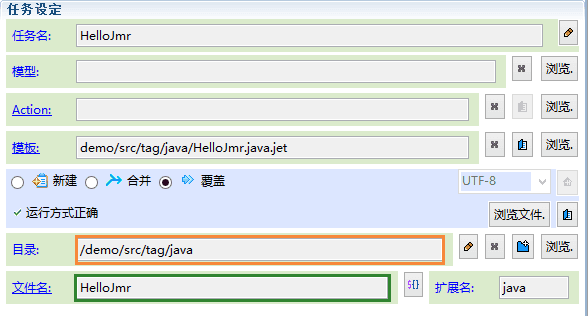 任务设定
任务名: HelloJmr
模型: 浏览.
Action: 浏览.
模板: demo/src/tag/java/HelloJmr.java.jet 浏览.
新建 合并 覆盖 UTF-8
✓ 运行方式正确 浏览文件.
目录: /demo/src/tag/java 浏览.
文件名: HelloJmr ${} 扩展名: java